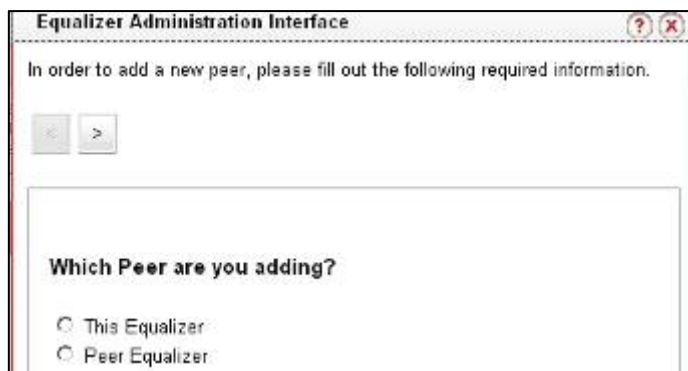 Equalizer Administration Interface
? X
In order to add a new peer, please fill out the following required information.
< >
Which Peer are you adding?
This Equalizer
Peer Equalizer